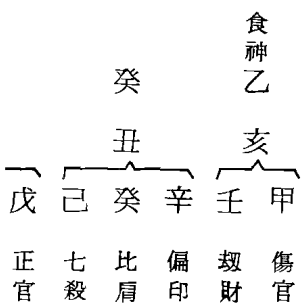 食神
乙 癸
亥 丑
甲 壬 辛 癸 己 戊
傷官 劫財 偏印 比肩 七殺 正官